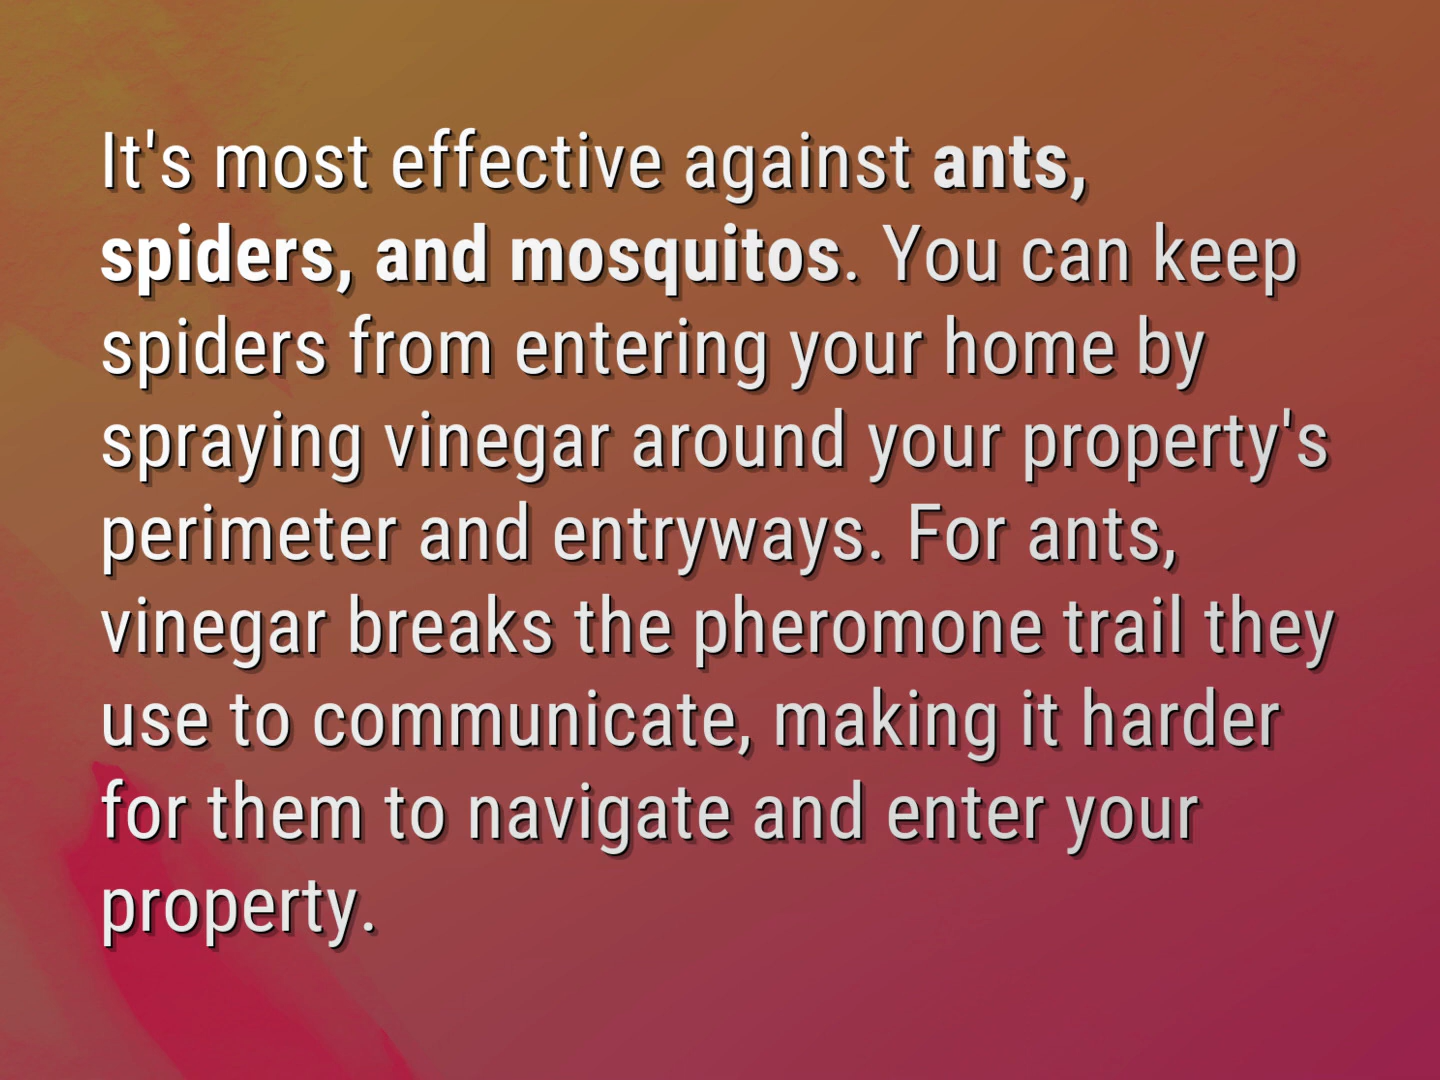 It's most effective against ants,
spiders, and mosquitos. You can keep
spiders from entering your home by
spraying vinegar around your property's
perimeter and entryways. For ants,
vinegar breaks the pheromone trail they
use to communicate, making it harder
for them to navigate and enter your
property.